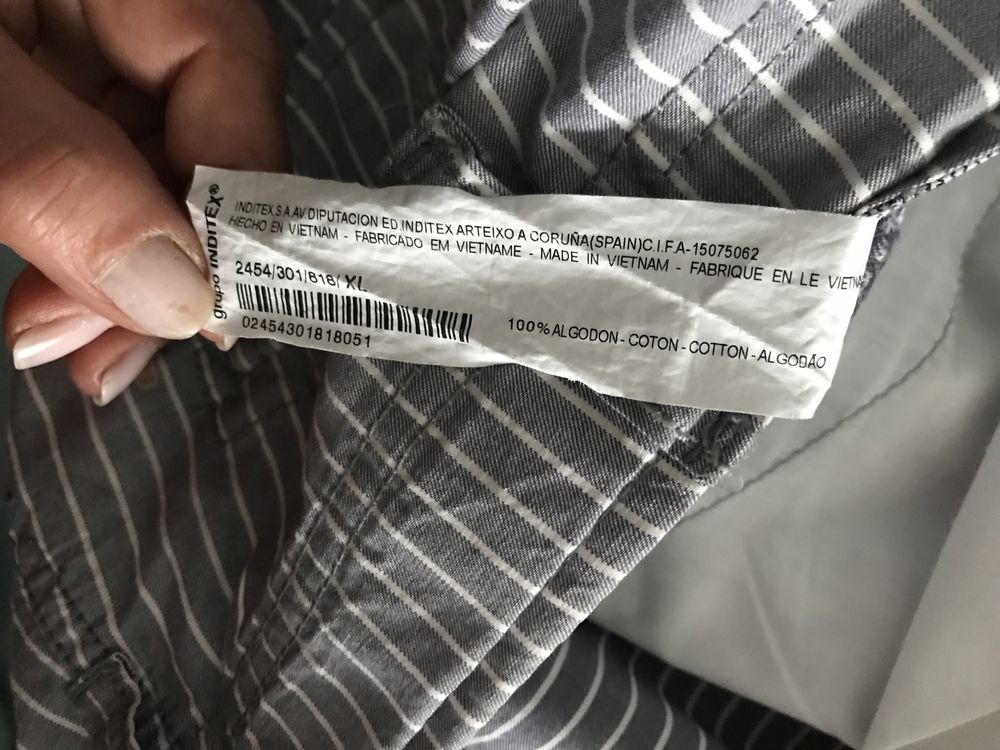 grupo INDITEX®
INDITEX,S.A.AV.DIPUTACION ED.INDITEX ARTEIXO A CORUÑA(SPAIN)C.I.F.A-15075062
HECHO EN VIETNAM - FABRICADO EM VIETNAME - MADE IN VIETNAM - FABRIQUE EN LE VIETNA
2454/301/818/ XL
02454301818051
100%ALGODON-COTON-COTTON-ALGODÃO